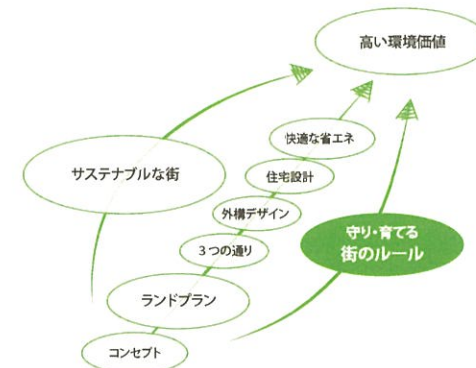 高い環境価値
快適な省エネ
サステナブルな街
住宅設計
外構デザイン
守り・育てる
街のルール
3つの通り
ランドプラン
コンセプト